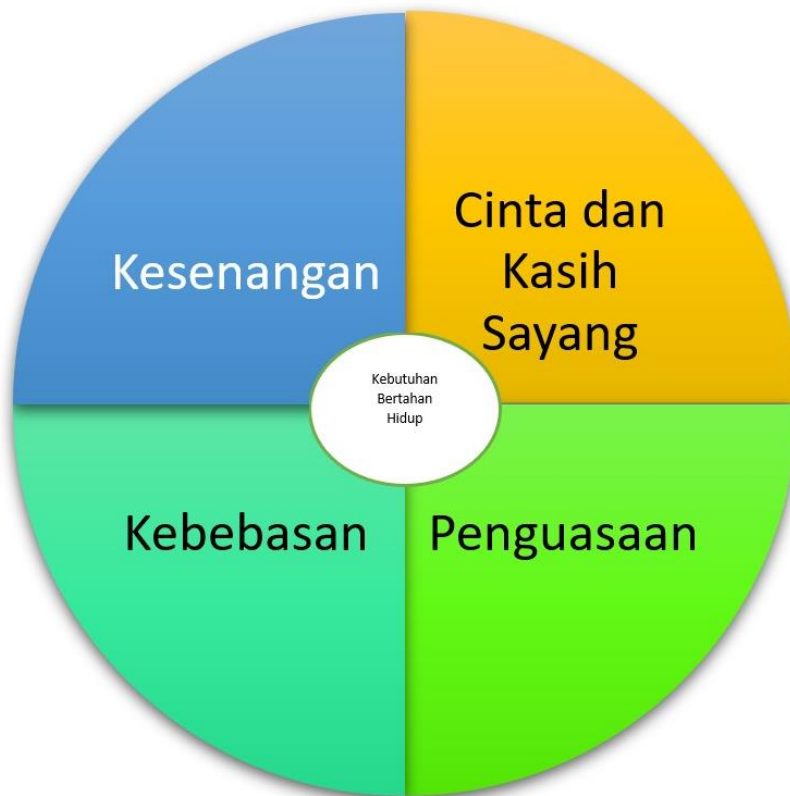 Kesenangan
Cinta dan
Kasih
Sayang
Kebutuhan
Bertahan
Hidup
Kebebasan
Penguasaan